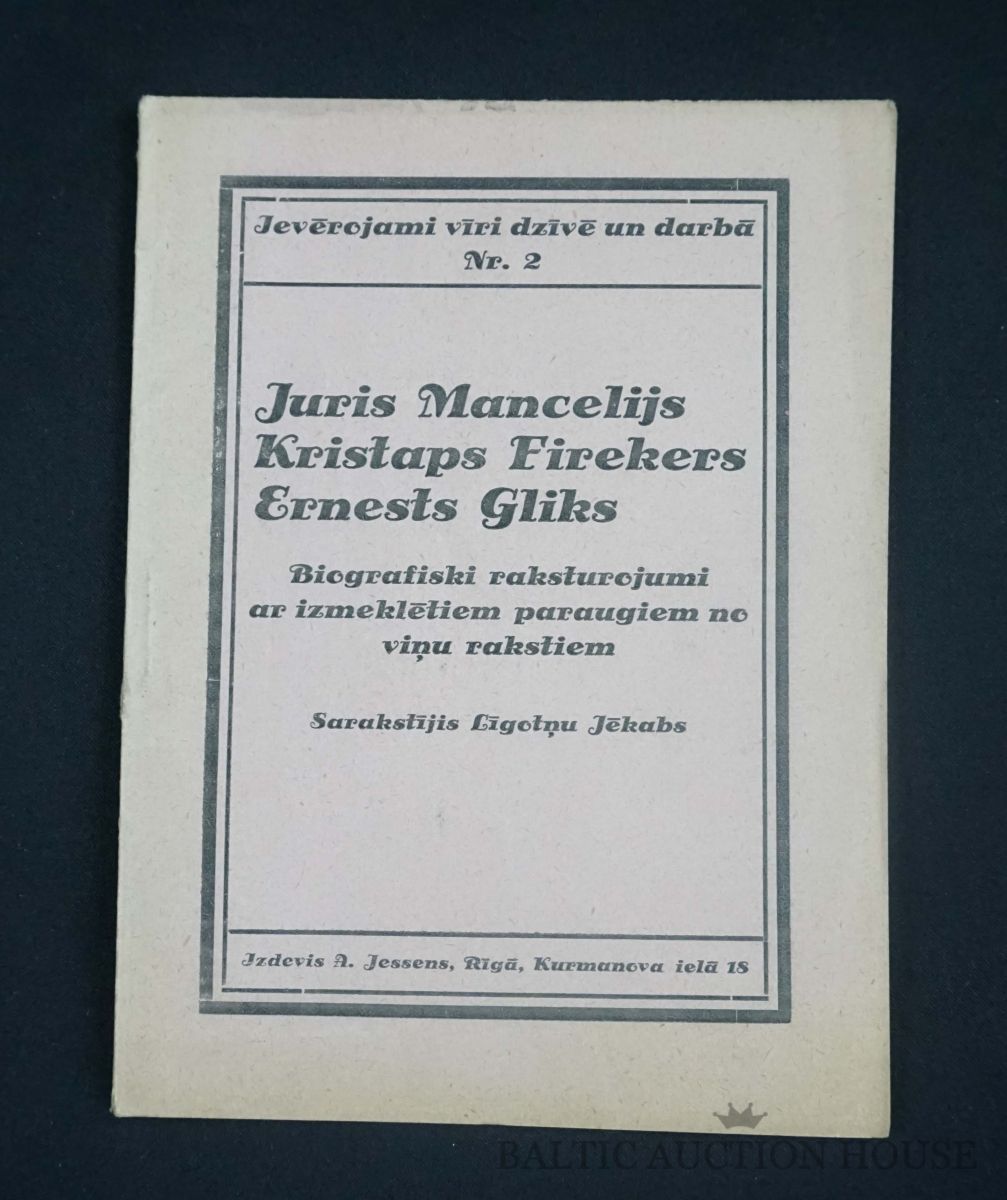 Ievērojami vīri dzīvē un darbā
Nr. 2
Juris Mancelijs
Kristaps Firekers
Ernests Gliks
Biografiski raksturojumi
ar izmeklētiem paraugiem no
viņu rakstiem
Sarakstījis Līgotņu Jēkabs
Izdevis A. Jessens, Rīgā, Kurmanova ielā 18
BALTIC AUCTION HOUSE